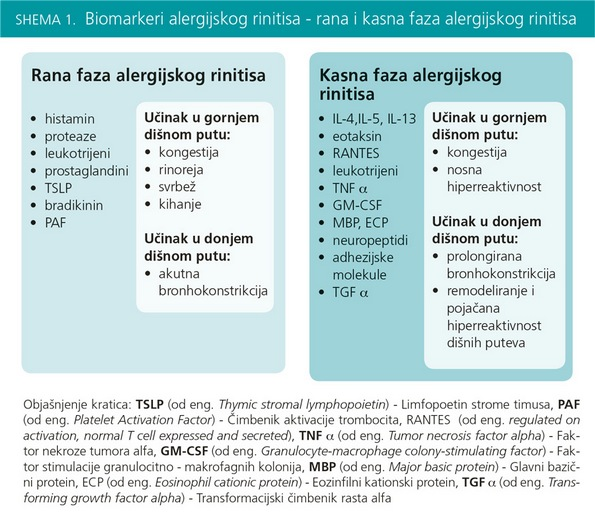 SHEMA 1. Biomarkeri alergijskog rinitisa - rana i kasna faza alergijskog rinitisa
Rana faza alergijskog rinitisa
• histamin
• proteaze
• leukotrijeni
• prostaglandini
• TSLP
• bradikinin
• PAF
Učinak u gornjem
dišnom putu:
• kongestija
• rinoreja
• svrbež
• kihanje
Učinak u donjem
dišnom putu:
• akutna
bronhokonstrikcija
Kasna faza alergijskog
rinitisa
• IL-4,IL-5, IL-13
• eotaksin
• RANTES
• leukotrijeni
• TNF α
• GM-CSF
• MBP, ECP
• neuropeptidi
• adhezijske
molekule
• TGF α
Učinak u gornjem
dišnom putu:
• kongestija
• nosna
hiperreaktivnost
Učinak u donjem
dišnom putu:
• prolongirana
bronhokonstrikcija
• remodeliranje i
pojačana
hiperreaktivnost
dišnih puteva
Objašnjenje kratica: TSLP (od eng. Thymic stromal lymphopoietin) - Limfopoetin strome timusa, PAF
(od eng. Platelet Activation Factor) - Čimbenik aktivacije trombocita, RANTES (od eng. regulated on
activation, normal T cell expressed and secreted), TNF α (od eng. Tumor necrosis factor alpha) - Fak-
tor nekroze tumora alfa, GM-CSF (od eng. Granulocyte-macrophage colony-stimulating factor) - Fak-
tor stimulacije granulocitno - makrofagnih kolonija, MBP (od eng. Major basic protein) - Glavni bazič-
ni protein, ECP (od eng. Eosinophil cationic protein) - Eozinfilni kationski protein, TGF α (od eng. Trans-
forming growth factor alpha) - Transformacijski čimbenik rasta alfa